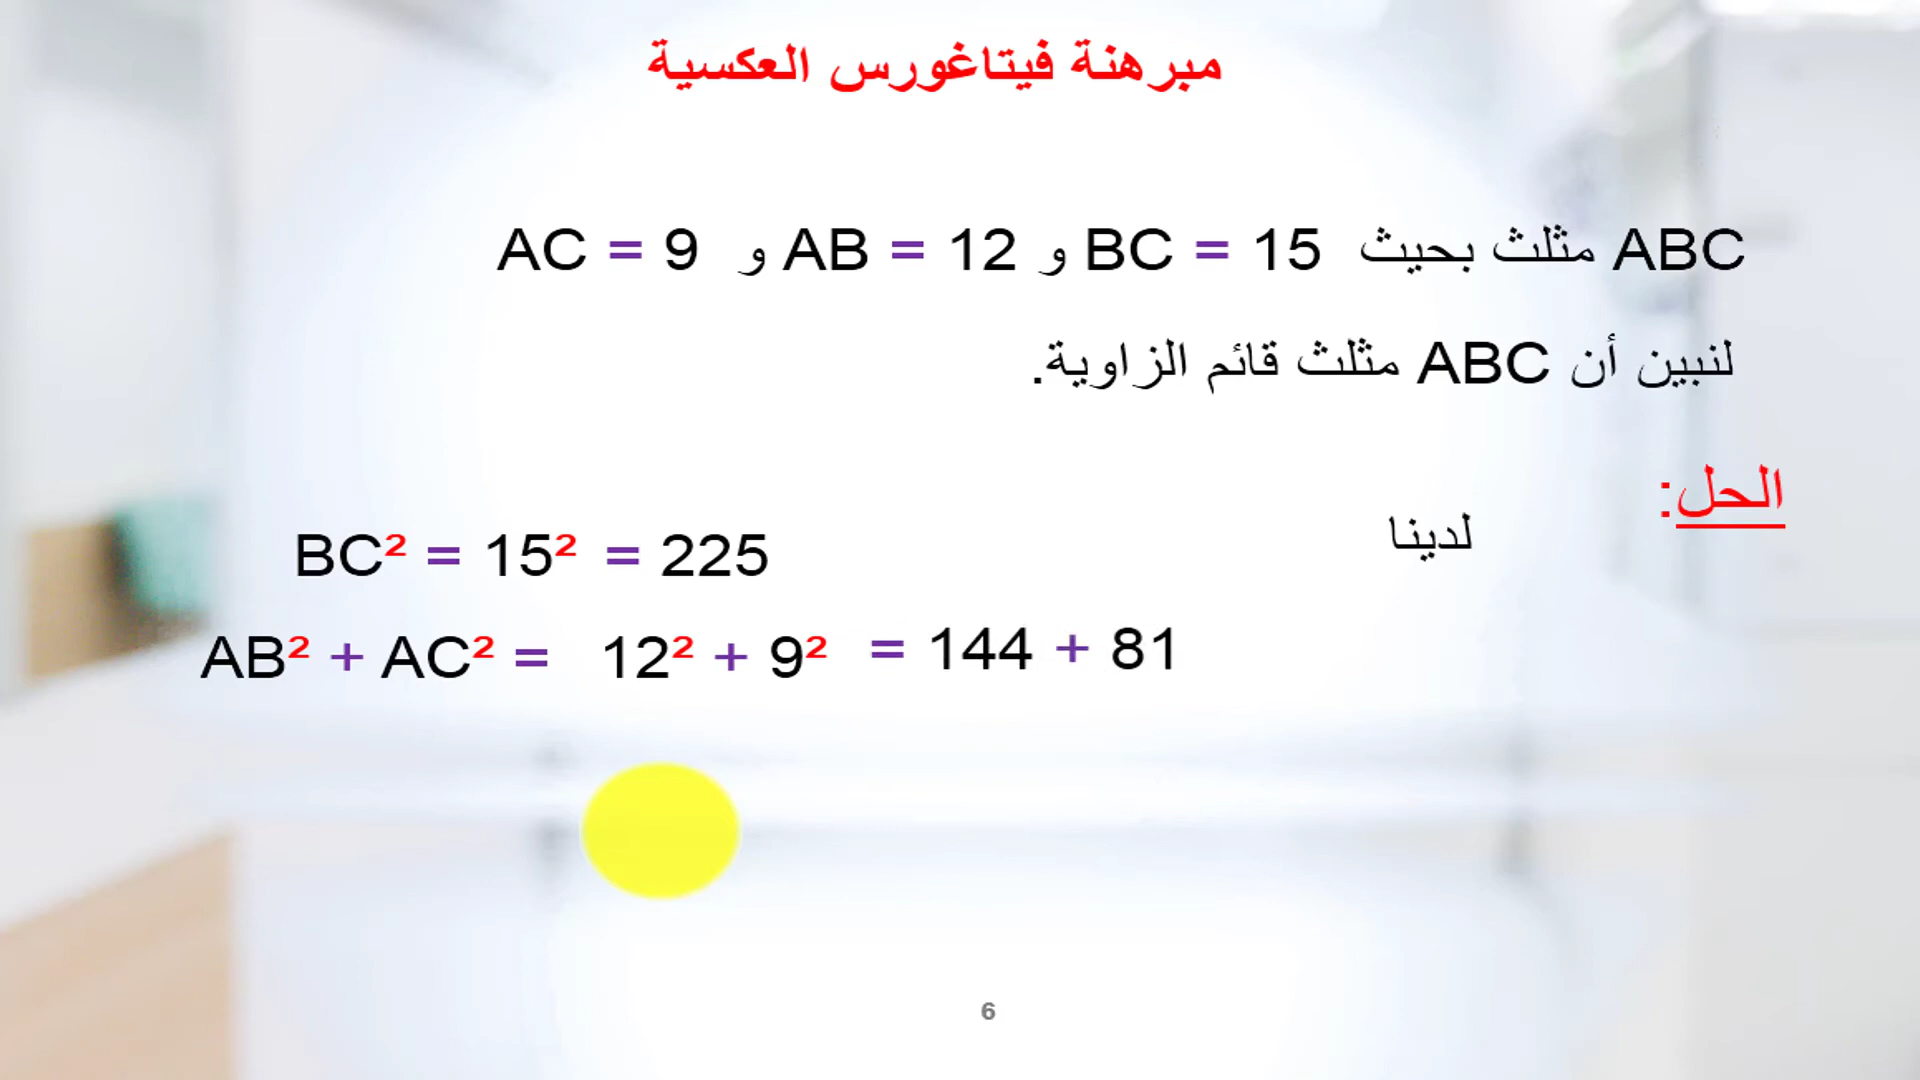 مبرهنة فيتاغورس العكسية
ABC مثلث بحيث BC = 15 و AB = 12 و AC = 9
لنبين أن ABC مثلث قائم الزاوية.
الحل:
لدينا
BC² = 15² = 225
AB² + AC² = 12² + 9² = 144 + 81
6